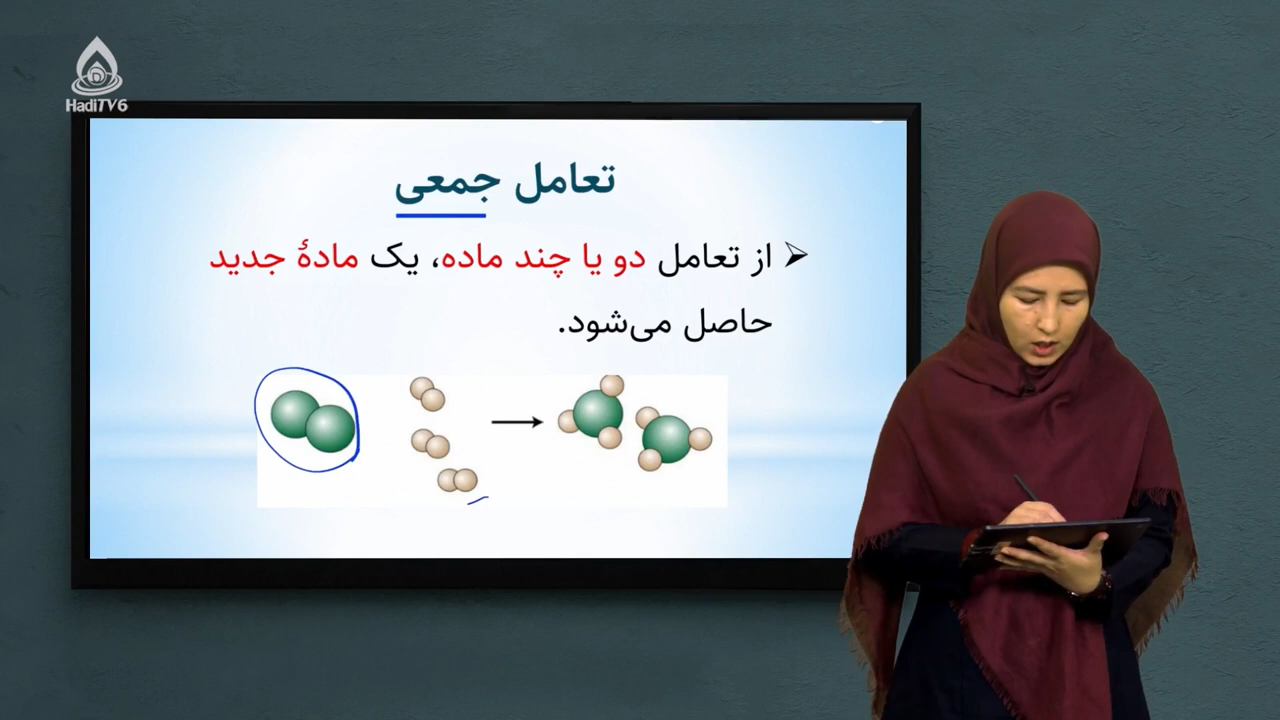 HadiTV6
تعامل جمعی
از تعامل دو یا چند ماده، یک مادهٔ جدید
حاصل می‌شود.